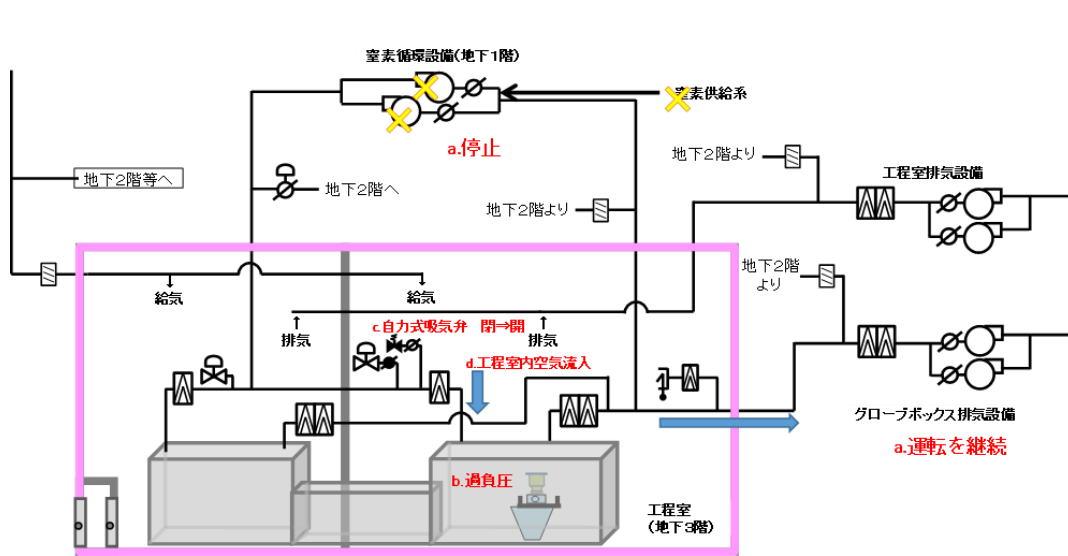 窒素循環設備(地下1階)
窒素供給系
a.停止
地下2階より
地下2階等へ
地下2階へ
工程室排気設備
地下2階より
地下2階
より
給気
給気
c.自力式吸気弁 閉⇒開
排気
排気
d.工程室内空気流入
グローブボックス排気設備
a.運転を継続
b.過負圧
工程室
(地下3階)